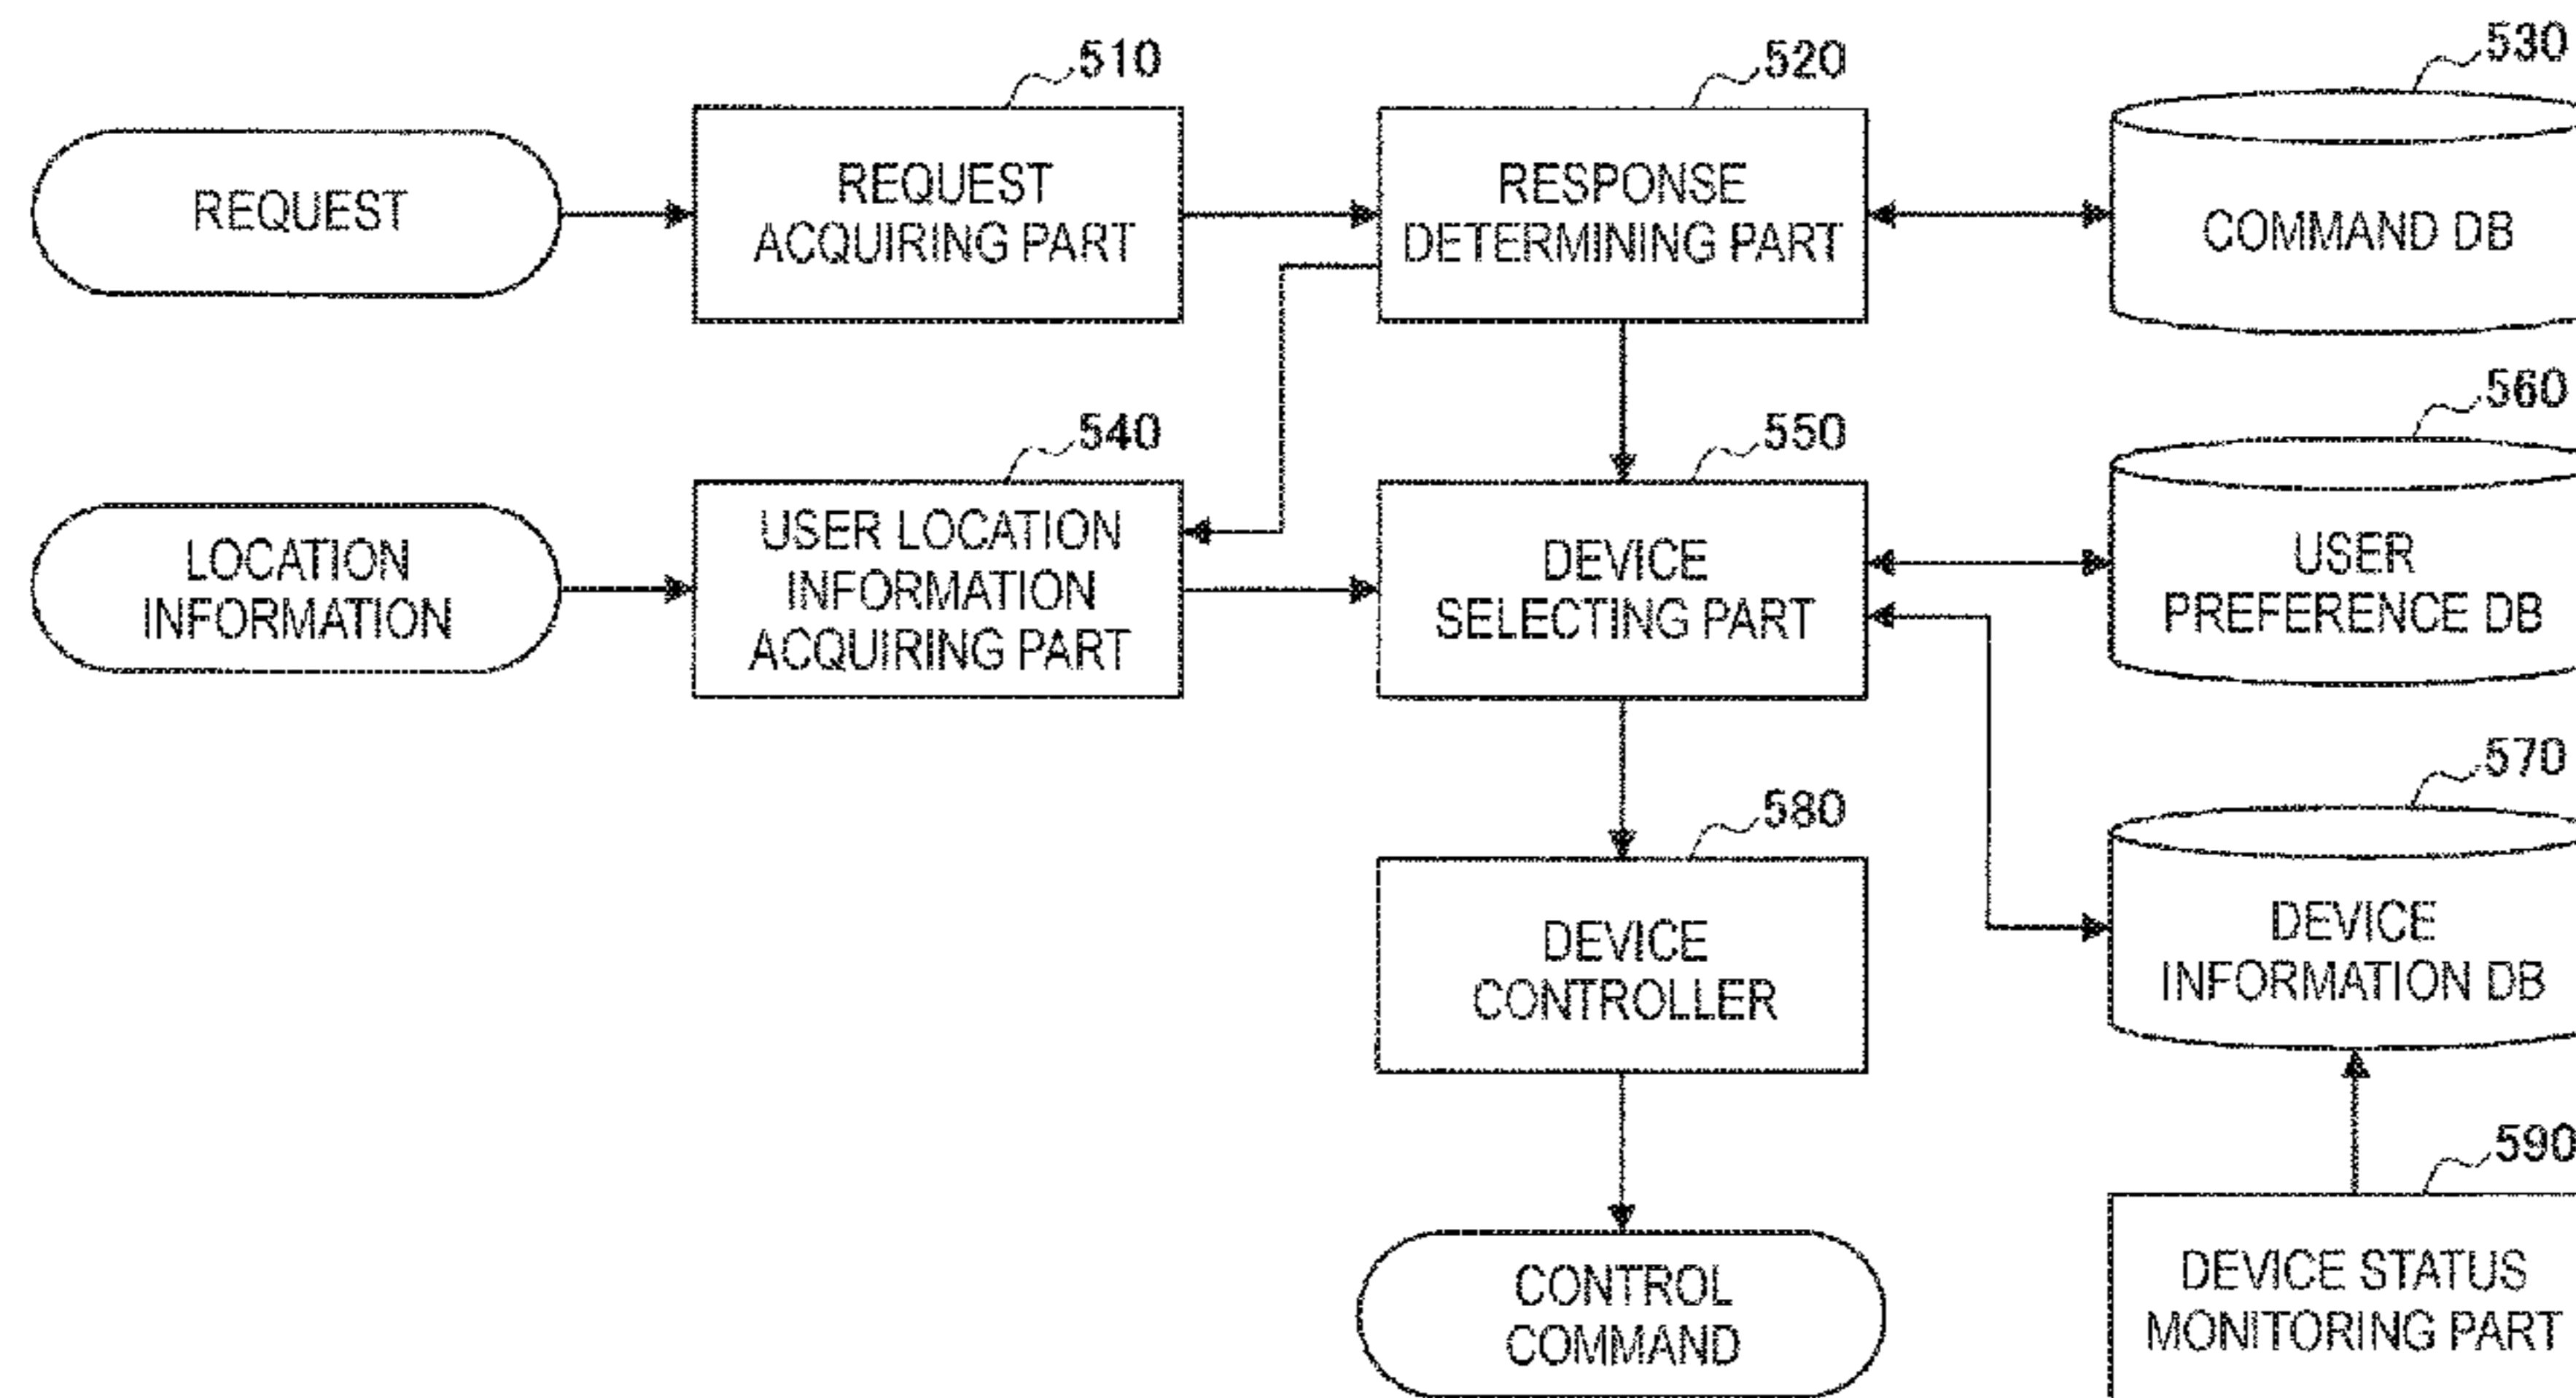 510
520
530
REQUEST
REQUEST
ACQUIRING PART
RESPONSE
DETERMINING PART
COMMAND DB
540
550
560
LOCATION
INFORMATION
USER LOCATION
INFORMATION
ACQUIRING PART
DEVICE
SELECTING PART
USER
PREFERENCE DB
580
570
DEVICE
CONTROLLER
DEVICE
INFORMATION DB
590
CONTROL
COMMAND
DEVICE STATUS
MONITORING PART